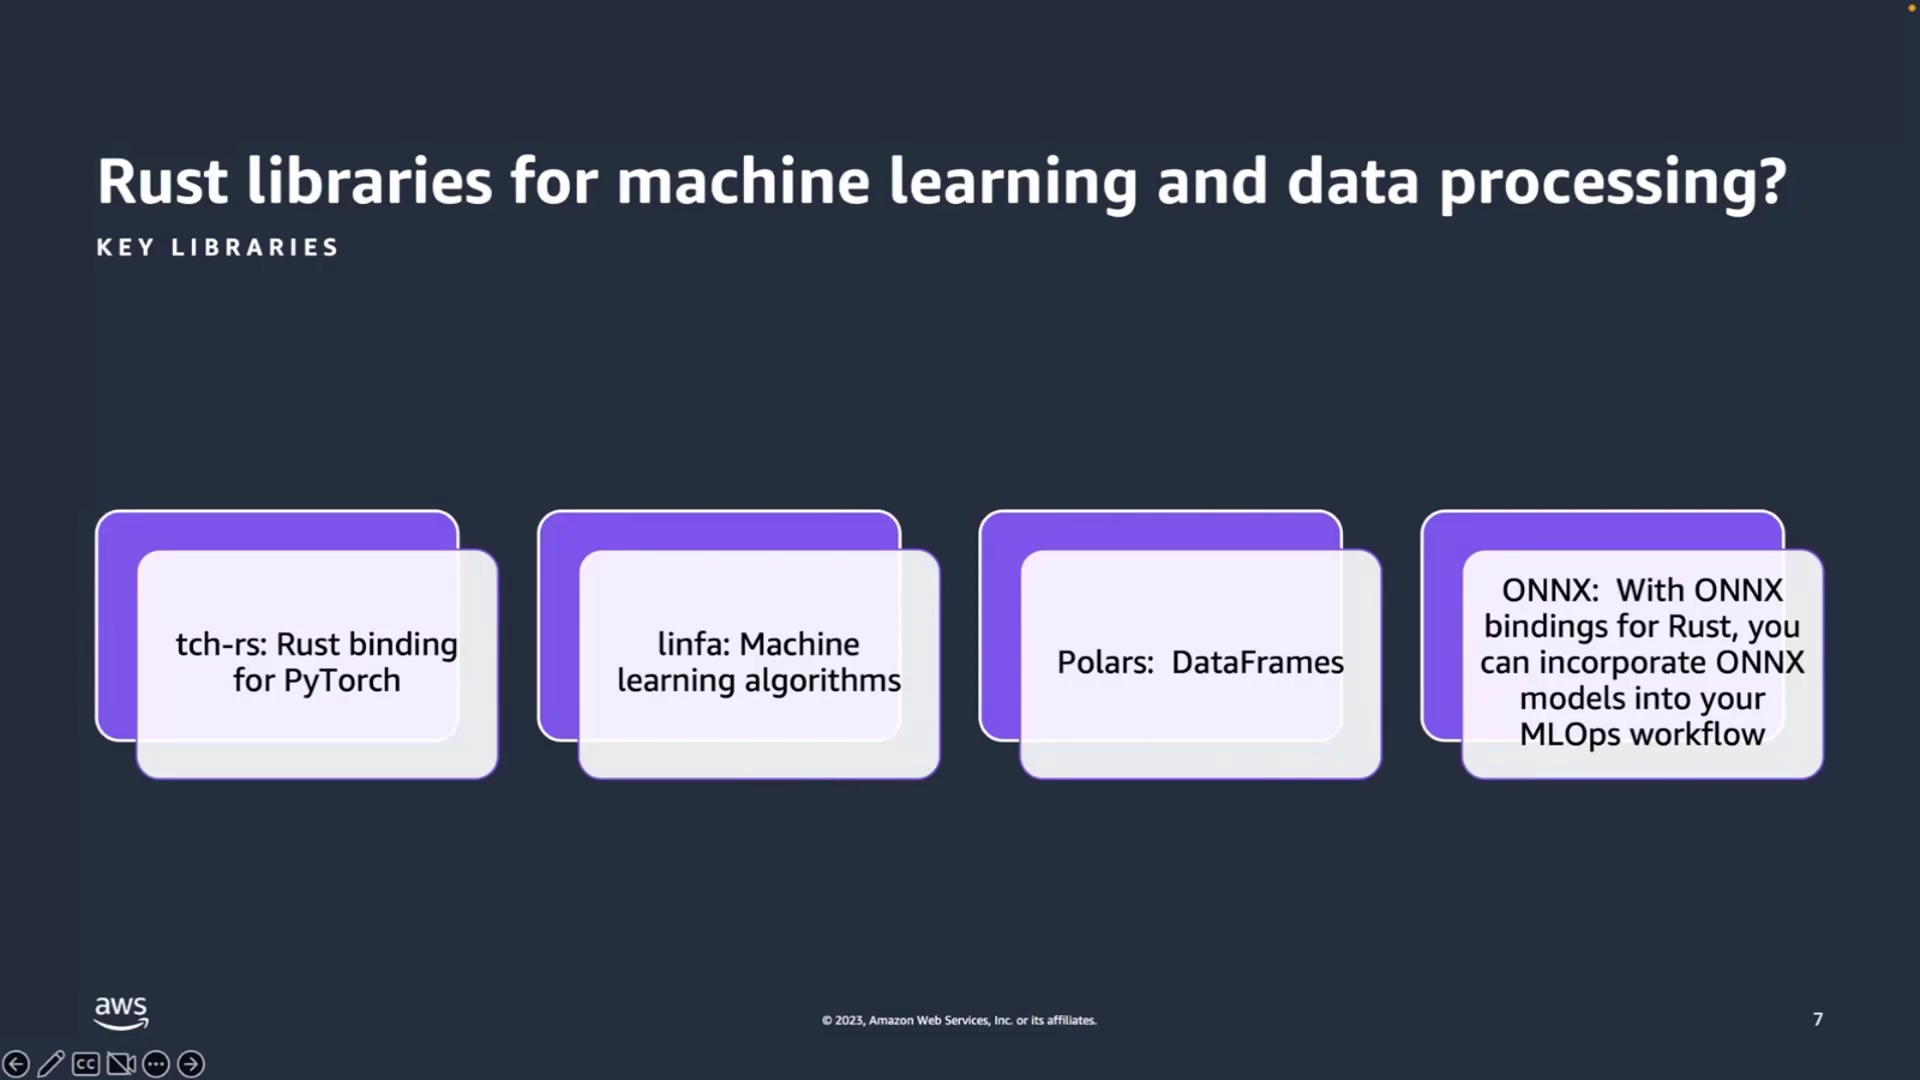 Rust libraries for machine learning and data processing?
KEY LIBRARIES
tch-rs: Rust binding
for PyTorch
linfa: Machine
learning algorithms
Polars:  DataFrames
ONNX:  With ONNX
bindings for Rust, you
can incorporate ONNX
models into your
MLOps workflow
aws
© 2023, Amazon Web Services, Inc. or its affiliates.
7
CC